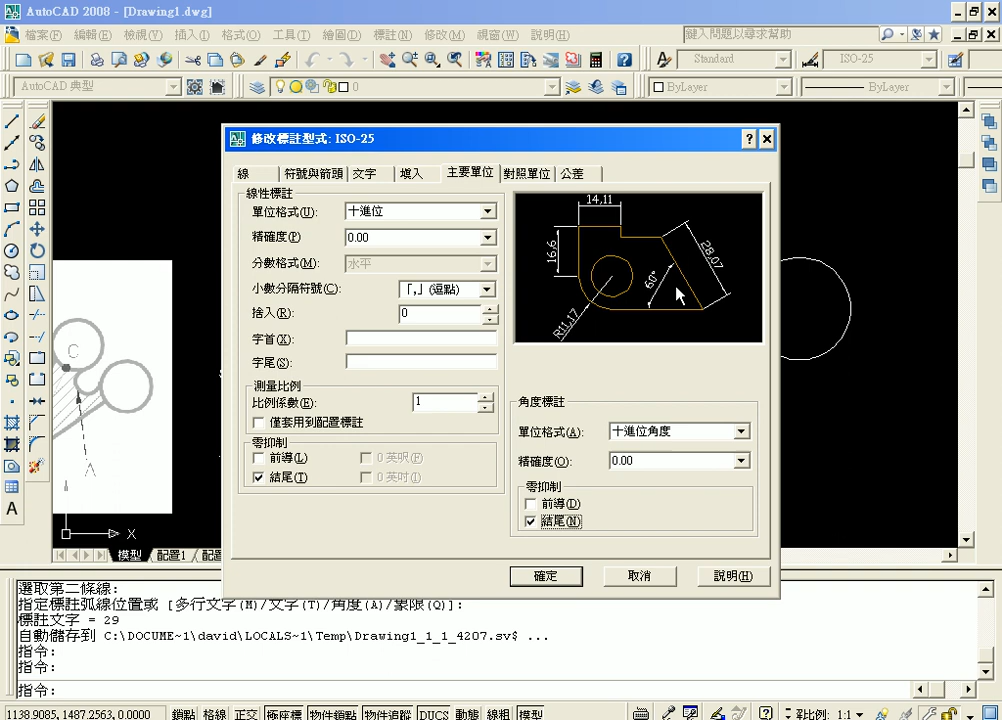 AutoCAD 2008 - [Drawing1.dwg]
檔案(F) 編輯(E) 檢視(V) 插入(I) 格式(O) 工具(T) 繪圖(D) 標註(N) 修改(M) 視窗(W) 說明(H) 鍵入問題以尋求幫助
Standard ISO-25
AutoCAD 典型 0 ByLayer ByLayer
修改標註型式: ISO-25
線 符號與箭頭 文字 填入 主要單位 對照單位 公差
線性標註
單位格式(U): 十進位
精確度(P) 0.00
分數格式(M): 水平
小數分隔符號(C): 「,」(逗點)
捨入(R): 0
字首(X):
字尾(S):
測量比例
比例係數(E): 1
僅套用到配置標註
零抑制
前導(L) 0 英呎(F)
結尾(T) 0 英吋(I)
14,11
16,6
28,07
60°
R11,17
角度標註
單位格式(A): 十進位角度
精確度(O): 0.00
零抑制
前導(D)
結尾(N)
確定 取消 說明(H)
C
A
X
模型 配置1 配置
選取第二條線:
指定標註弧線位置或 [多行文字(M)/文字(T)/角度(A)/象限(Q)]:
標註文字 = 29
自動儲存到 C:\DOCUME~1\david\LOCALS~1\Temp\Drawing1_1_1_4207.sv$ ...
指令:
指令:
指令:
1138.9085, 1487.2563, 0.0000 鎖點 格線 正交 極座標 物件鎖點 物件追蹤 DUCS 動態 線粗 模型 註解比例: 1:1